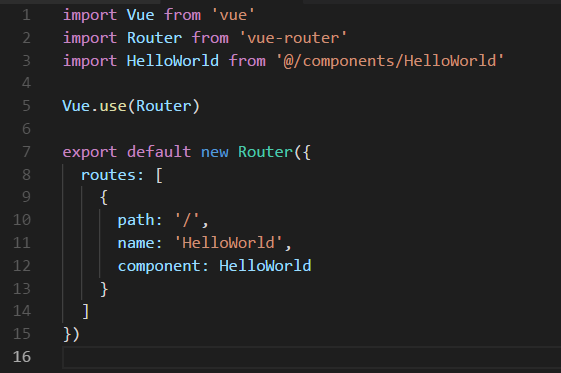 1 import Vue from 'vue'
2 import Router from 'vue-router'
3 import HelloWorld from '@/components/HelloWorld'
4
5 Vue.use(Router)
6
7 export default new Router({
8   routes: [
9     {
10       path: '/',
11       name: 'HelloWorld',
12       component: HelloWorld
13     }
14   ]
15 })
16